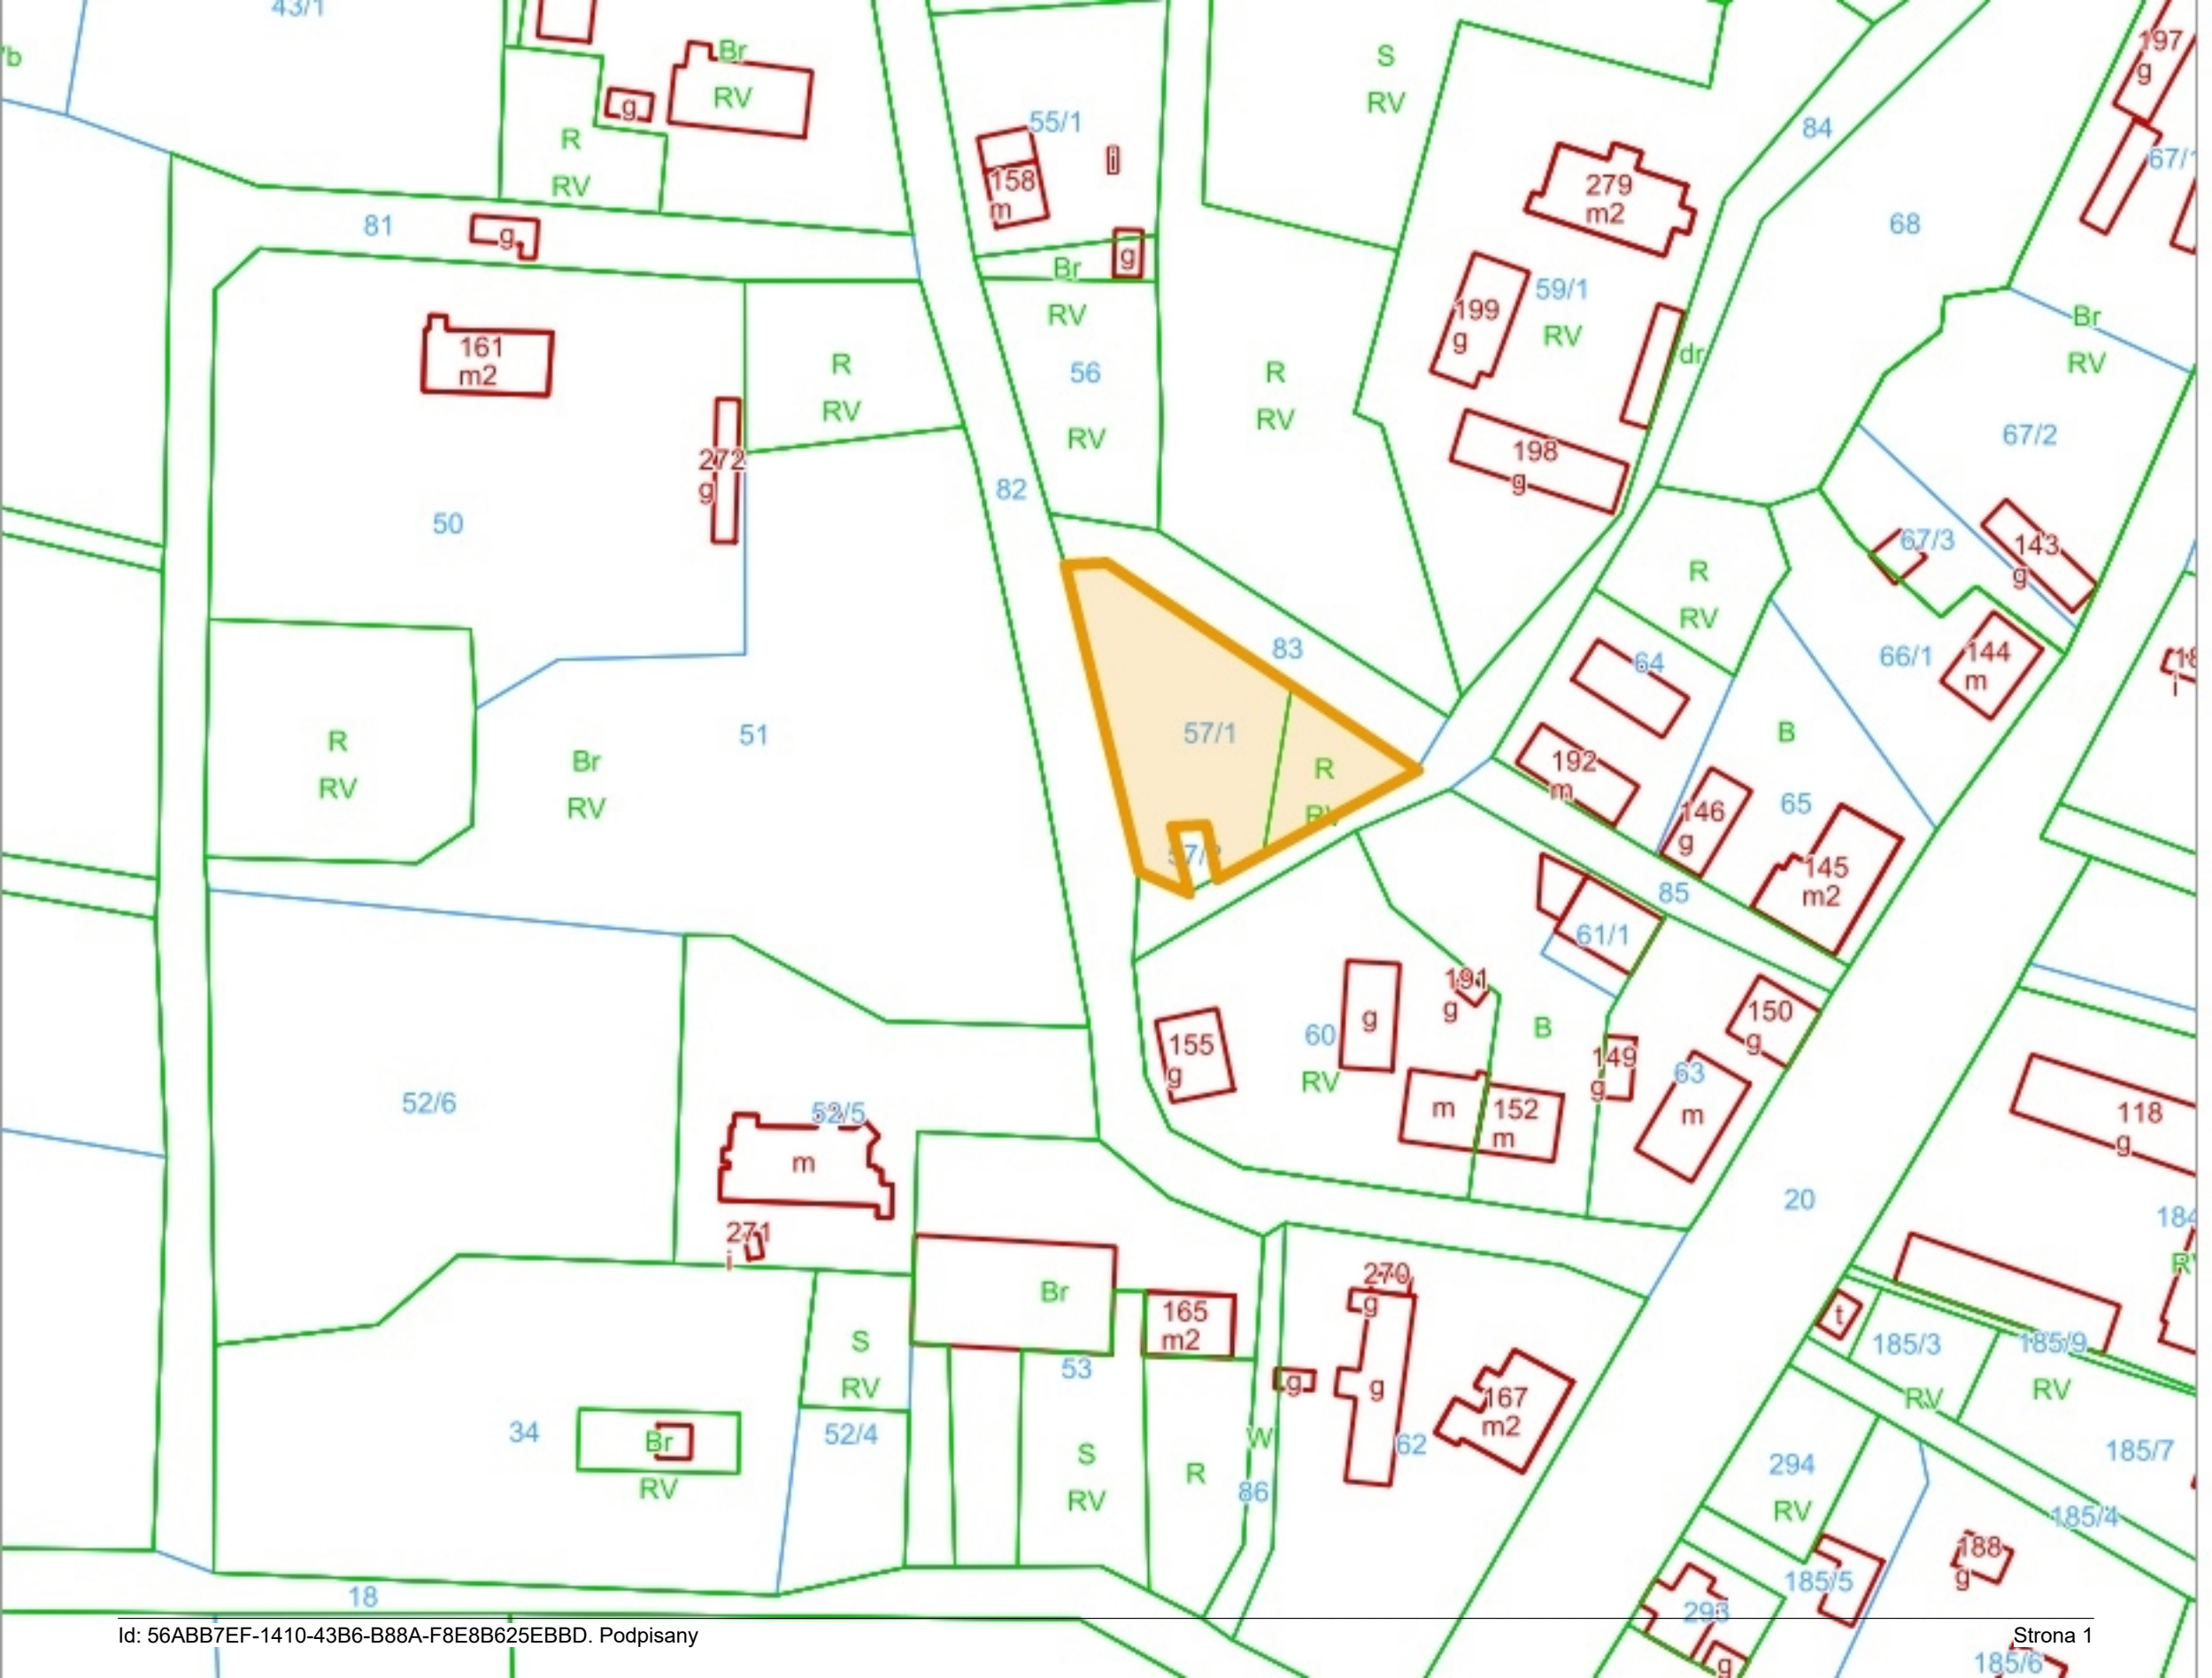 43/1
/b
Br
RV
g
R
RV
55/1
i
158
m
S
RV
84
197
g
67/1
279
m2
68
81
g
g
Br
RV
59/1
RV
199
g
Br
RV
161
m2
R
RV
56
RV
R
RV
dr
67/2
272
g
198
g
82
50
67/3
143
g
R
RV
83
64
66/1
144
m
18
i
51
57/1
R
RV
B
R
RV
Br
RV
192
m
65
146
g
145
m2
85
61/1
191
g
150
g
155
g
60
RV
g
B
149
g
63
m
52/6
52/5
m
m
152
m
118
g
20
184
R
271
i
Br
270
g
165
m2
t
185/3
185/9
RV
RV
S
RV
53
g
g
167
m2
34
52/4
Br
RV
S
RV
R
W
86
62
294
RV
185/7
185/4
188
g
185/5
18
293
g
185/6
Id: 56ABB7EF-1410-43B6-B88A-F8E8B625EBBD. Podpisany
Strona 1